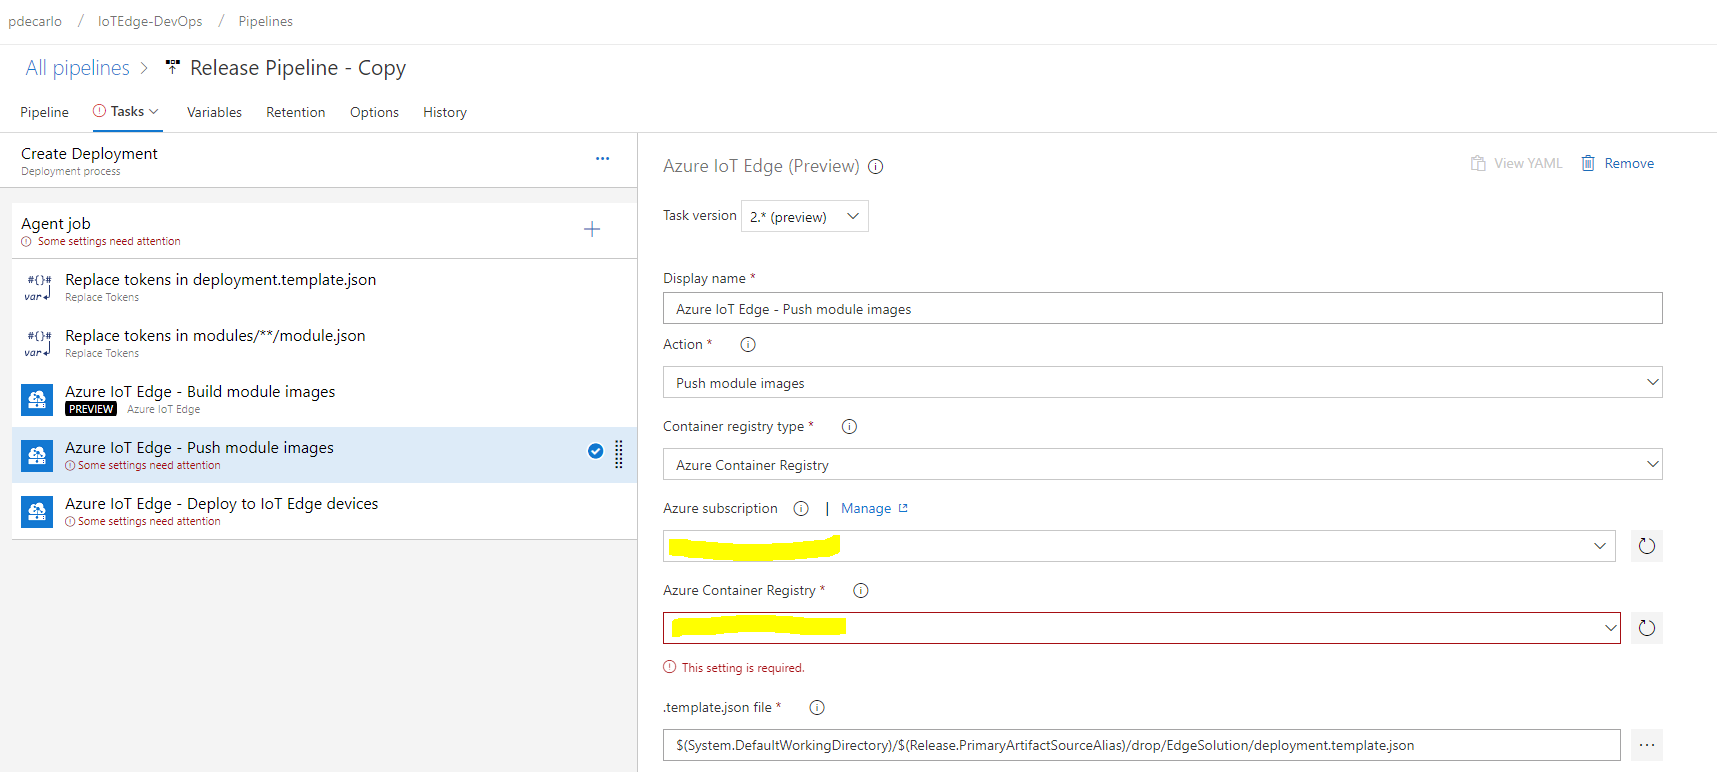 pdecarlo / IoTEdge-DevOps / Pipelines
All pipelines > Release Pipeline - Copy
Pipeline Tasks Variables Retention Options History
Create Deployment
Deployment process
Agent job
Some settings need attention
#{}# Replace tokens in deployment.template.json
var Replace Tokens
#{}# Replace tokens in modules/**/module.json
var Replace Tokens
Azure IoT Edge - Build module images
PREVIEW Azure IoT Edge
Azure IoT Edge - Push module images
Some settings need attention
Azure IoT Edge - Deploy to IoT Edge devices
Some settings need attention
Azure IoT Edge (Preview)
View YAML Remove
Task version 2.* (preview)
Display name *
Azure IoT Edge - Push module images
Action *
Push module images
Container registry type *
Azure Container Registry
Azure subscription | Manage
Azure Container Registry *
This setting is required.
.template.json file *
$(System.DefaultWorkingDirectory)/$(Release.PrimaryArtifactSourceAlias)/drop/EdgeSolution/deployment.template.json